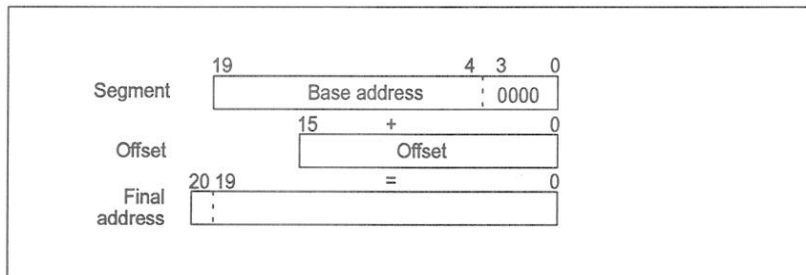 19 4 3 0
Segment Base address 0000
15 + 0
Offset Offset
20 19 = 0
Final
address